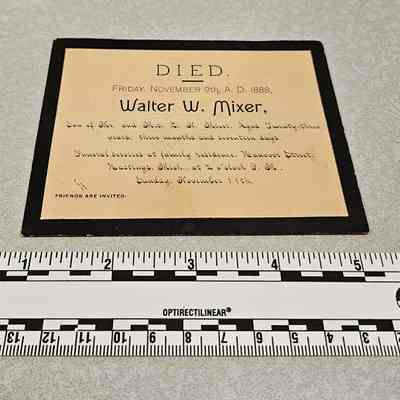 DIED.
FRIDAY, NOVEMBER 9th, A. D. 1888,
Walter W. Mixer,
Son of Mr. and Mrs. Mixer. Aged Twenty-three
years, three months and seventeen days.
Funeral services at family residence, Hanover Street,
Hastings, Mich., at 2 o'clock P. M.,
Sunday, November 11th.
FRIENDS ARE INVITED.
1 2 3 4 5
OPTIRECTILINEAR®
13 12 11 10 9 8 7 6 5 4 3 2